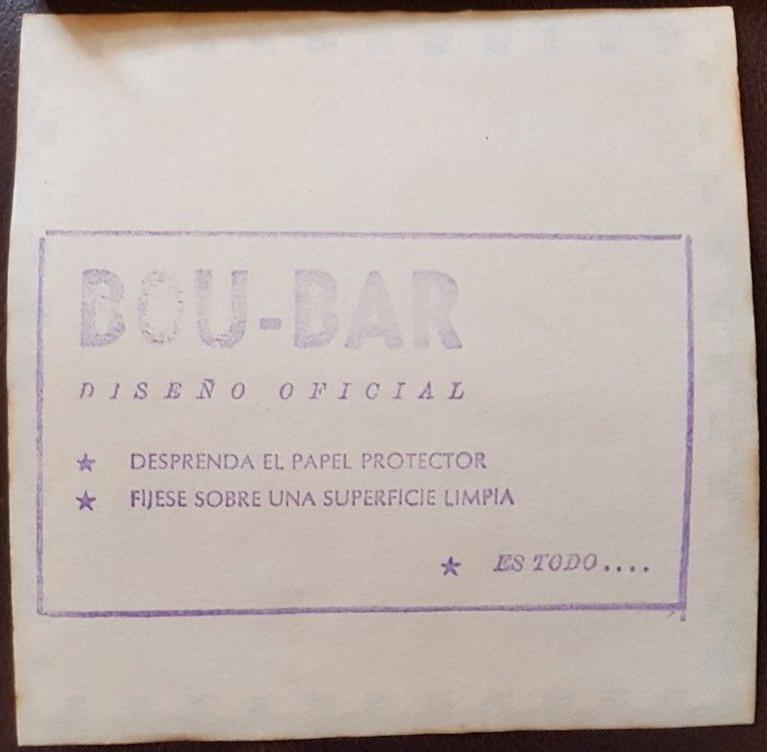 BOU-BAR
DISEÑO OFICIAL
★ DESPRENDA EL PAPEL PROTECTOR
★ FIJESE SOBRE UNA SUPERFICIE LIMPIA
★ ES TODO....